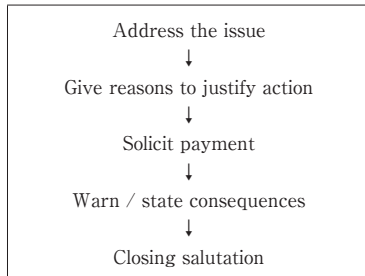 Address the issue
↓
Give reasons to justify action
↓
Solicit payment
↓
Warn / state consequences
↓
Closing salutation